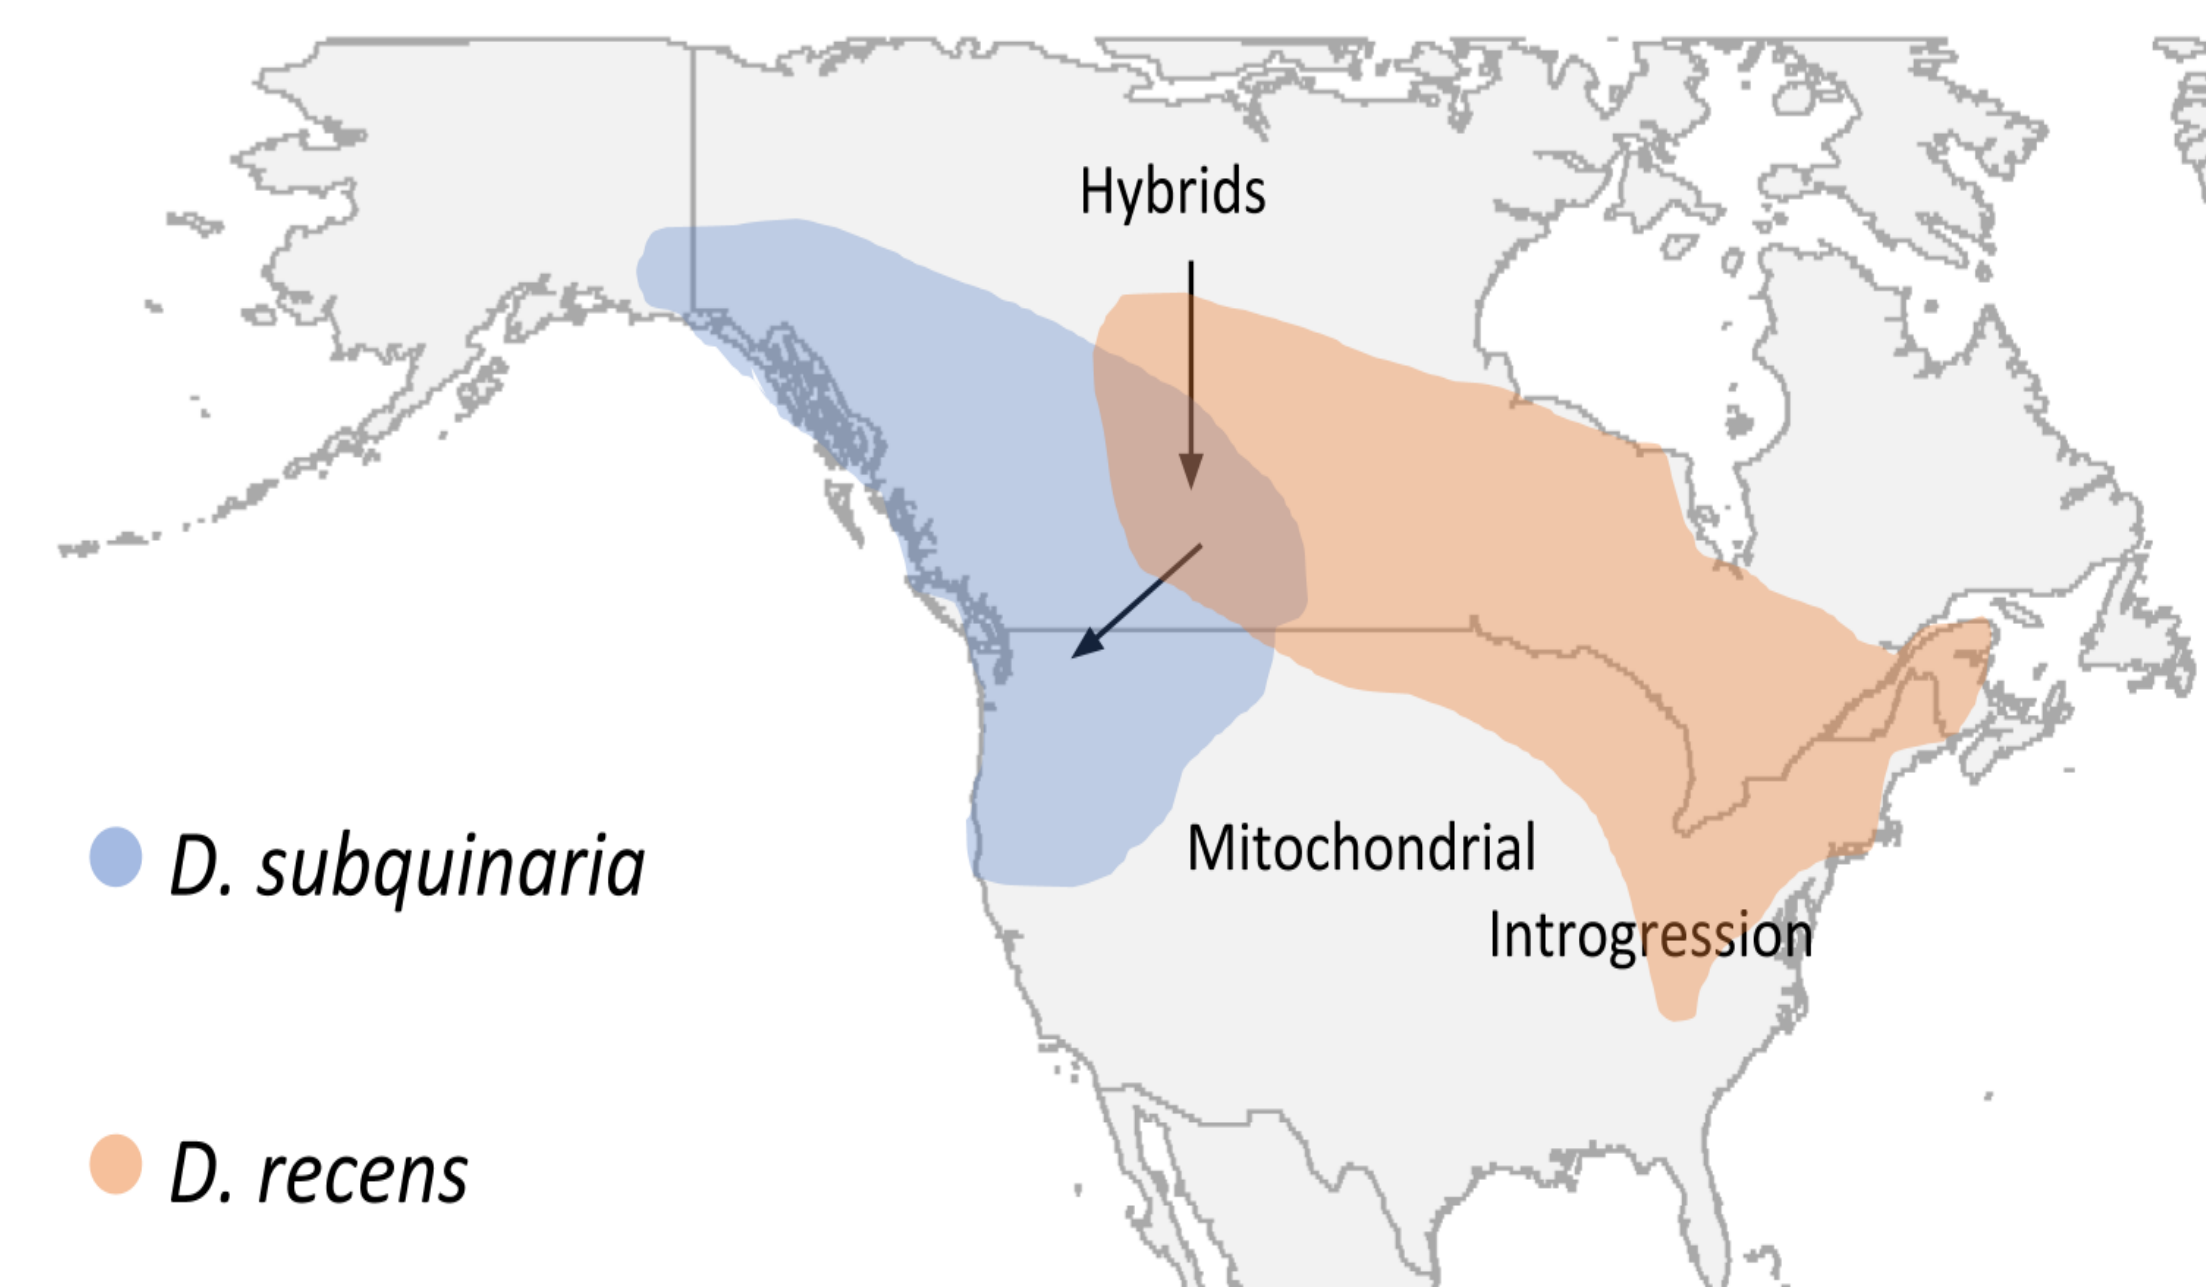 Hybrids
Mitochondrial
Introgression
D. subquinaria
D. recens